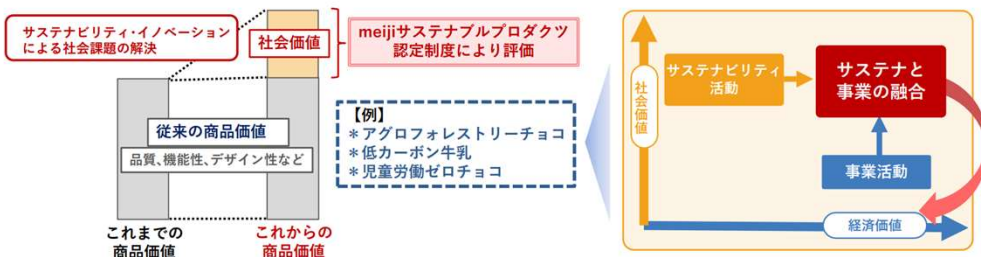 サステナビリティ・イノベーション
による社会課題の解決
社会価値
meijiサステナブルプロダクツ
認定制度により評価
従来の商品価値
品質、機能性、デザイン性など
【例】
＊アグロフォレストリーチョコ
＊低カーボン牛乳
＊児童労働ゼロチョコ
これまでの
商品価値
これからの
商品価値
社会価値
サステナビリティ
活動
サステナと
事業の融合
事業活動
経済価値